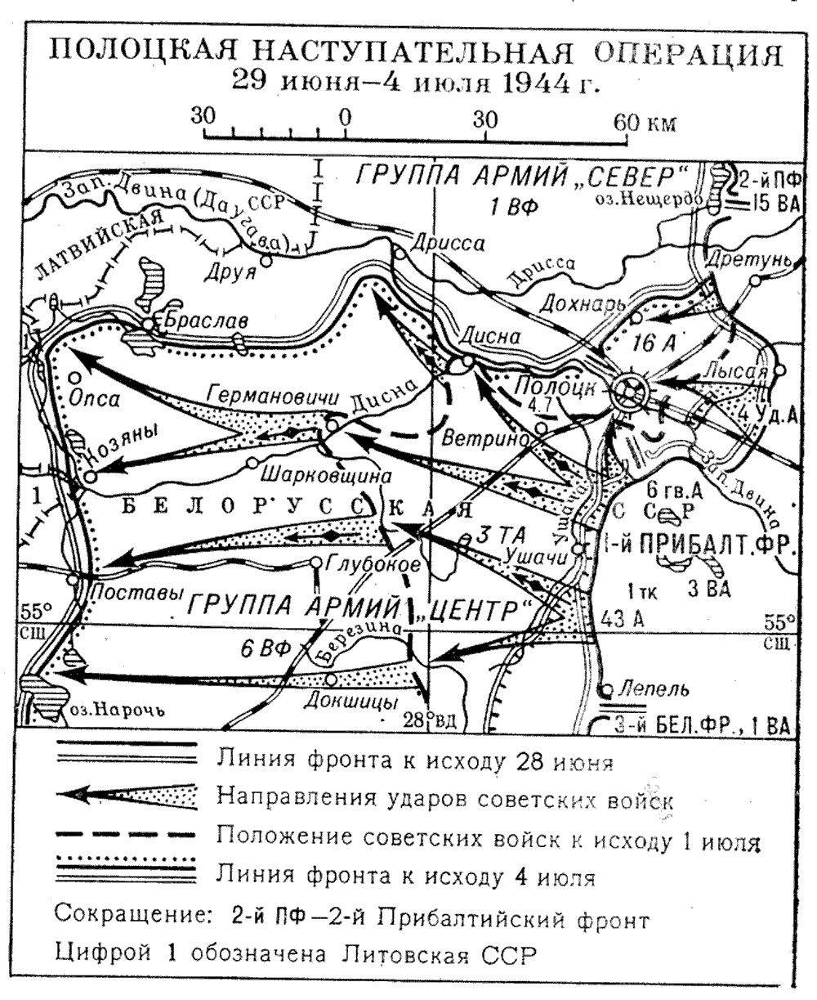 ПОЛОЦКАЯ НАСТУПАТЕЛЬНАЯ ОПЕРАЦИЯ
29 июня—4 июля 1944 г.
30 0 30 60 км
ГРУППА АРМИЙ „СЕВЕР“
1 ВФ
2-й ПФ
15 ВА
оз.Нещердо
Зап. Двина (Даугава)
ССР
ЛАТВИЙСКАЯ
Друя
Дрисса
Дрисса
Дретунь
Дохнарь
16 А
Браслав
Дисна
Лысая
Полоцк
4.7
4 Уд.А
Опса
Германовичи
Дисна
Ветрино
Козяны
Шарковщина
Зап. Двина
1
БЕЛОРУССКАЯ
ССР
6 гв.А
Ушача
3 ТА
Ушачи
1-й ПРИБАЛТ.ФР.
Глубокое
Поставы
1 тк
3 ВА
ГРУППА АРМИЙ „ЦЕНТР“
43 А
55°
СШ
55°
СШ
6 ВФ
Березина
Докшицы
Лепель
оз.Нарочь
28°ВД
3-й БЕЛ.ФР., 1 ВА
Линия фронта к исходу 28 июня
Направления ударов советских войск
Положение советских войск к исходу 1 июля
Линия фронта к исходу 4 июля
Сокращение: 2-й ПФ—2-й Прибалтийский фронт
Цифрой 1 обозначена Литовская ССР